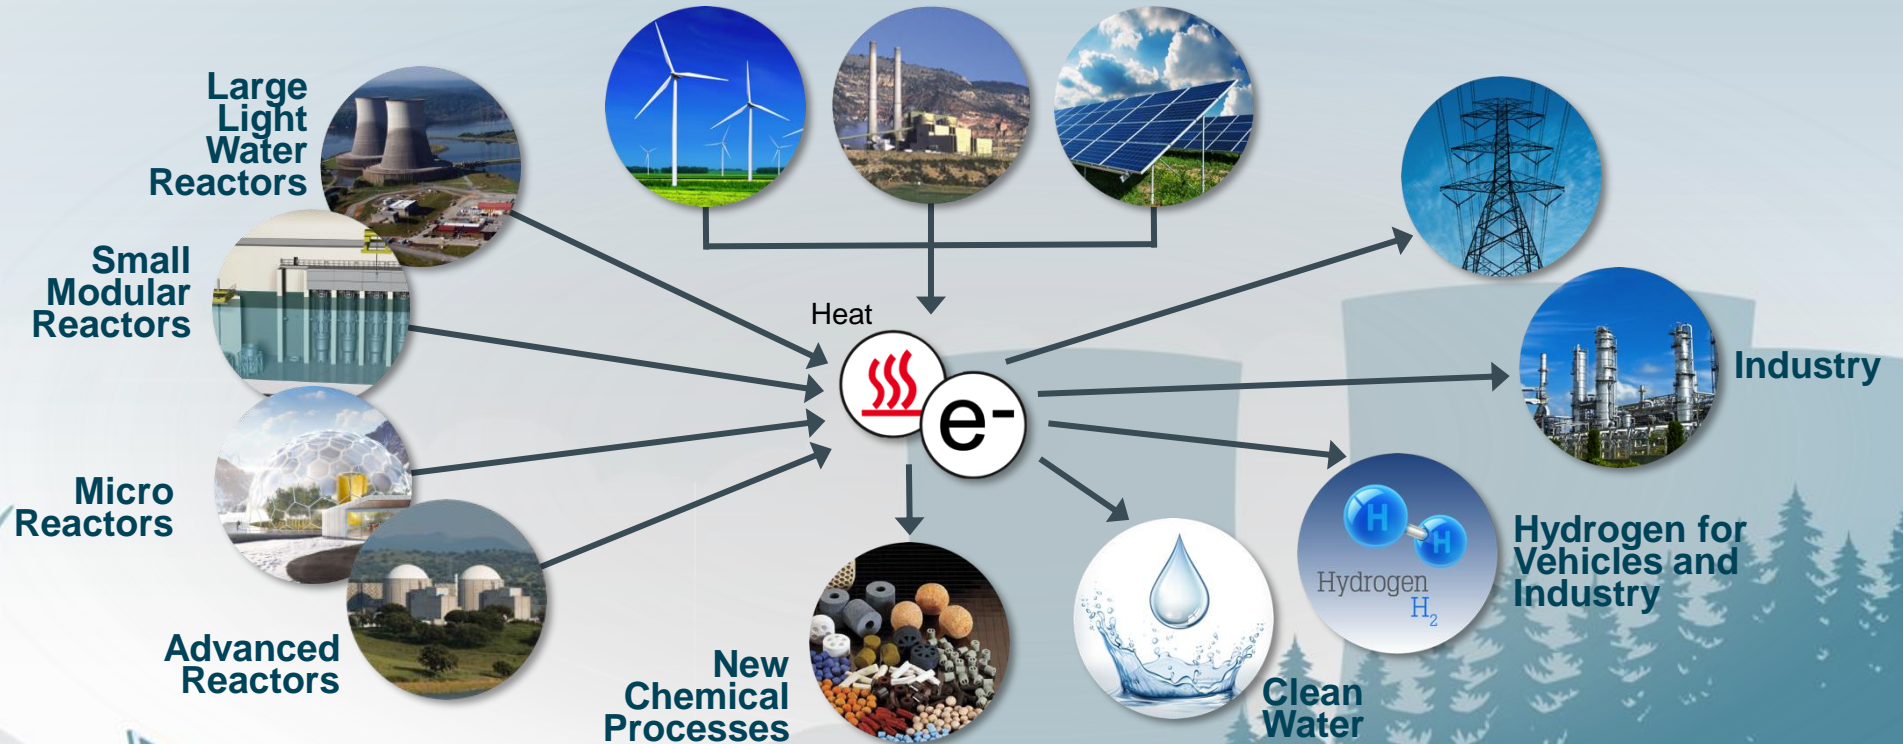 Large
Light
Water
Reactors
Small
Modular
Reactors
Micro
Reactors
Advanced
Reactors
Heat
e-
Industry
H
H
Hydrogen
H2
Hydrogen for
Vehicles and
Industry
Clean
Water
New
Chemical
Processes